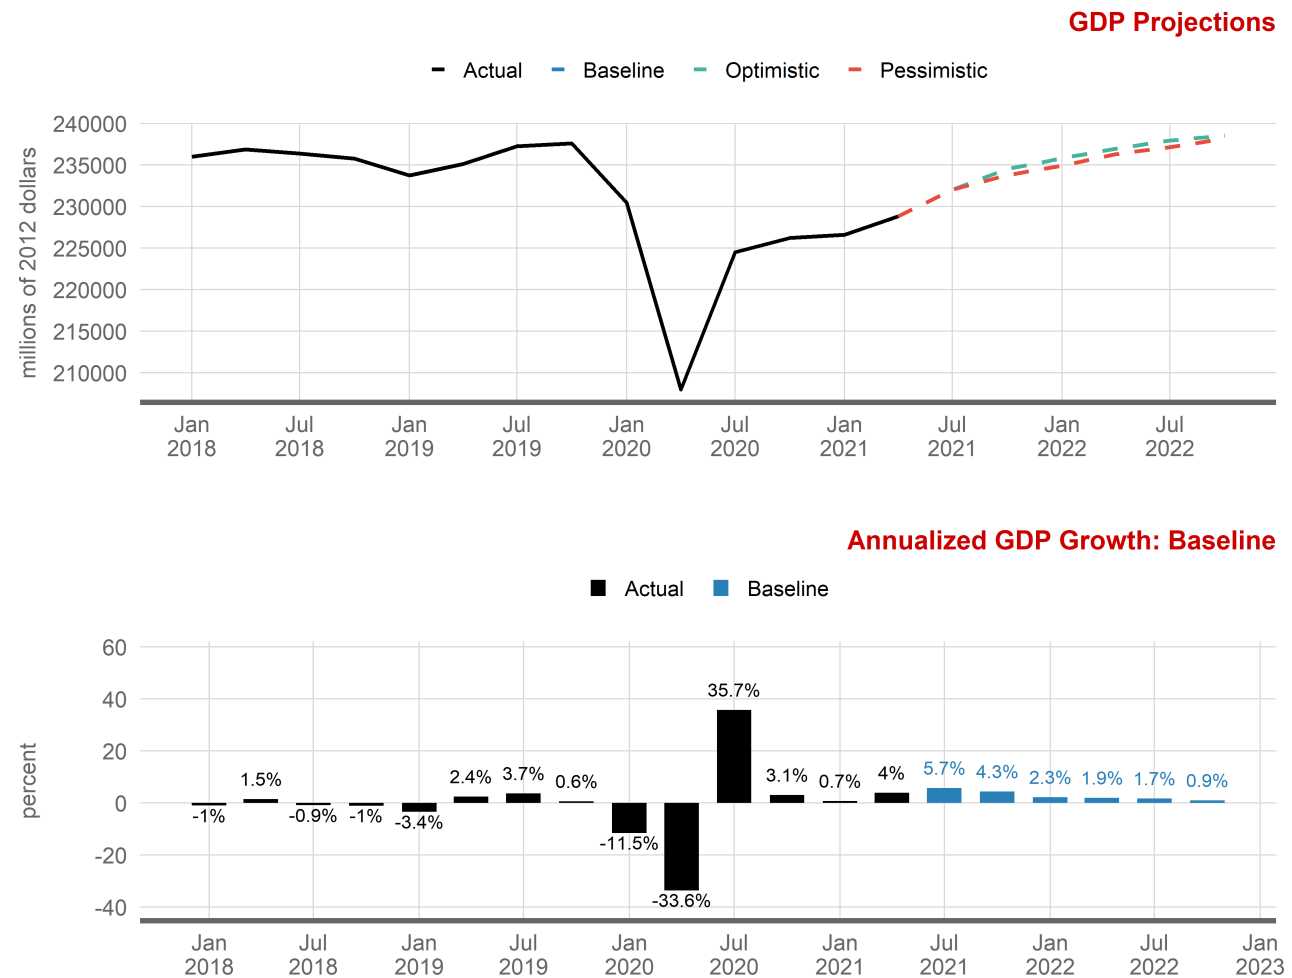 GDP Projections
Actual Baseline Optimistic Pessimistic
millions of 2012 dollars
240000
235000
230000
225000
220000
215000
210000
Jan Jul Jan Jul Jan Jul Jan Jul Jan Jul
2018 2018 2019 2019 2020 2020 2021 2021 2022 2022
Annualized GDP Growth: Baseline
Actual Baseline
percent
60
40
20
0
-20
-40
-1% 1.5% -0.9% -1% -3.4% 2.4% 3.7% 0.6% -11.5% -33.6% 35.7% 3.1% 0.7% 4% 5.7% 4.3% 2.3% 1.9% 1.7% 0.9%
Jan Jul Jan Jul Jan Jul Jan Jul Jan Jul Jan
2018 2018 2019 2019 2020 2020 2021 2021 2022 2022 2023